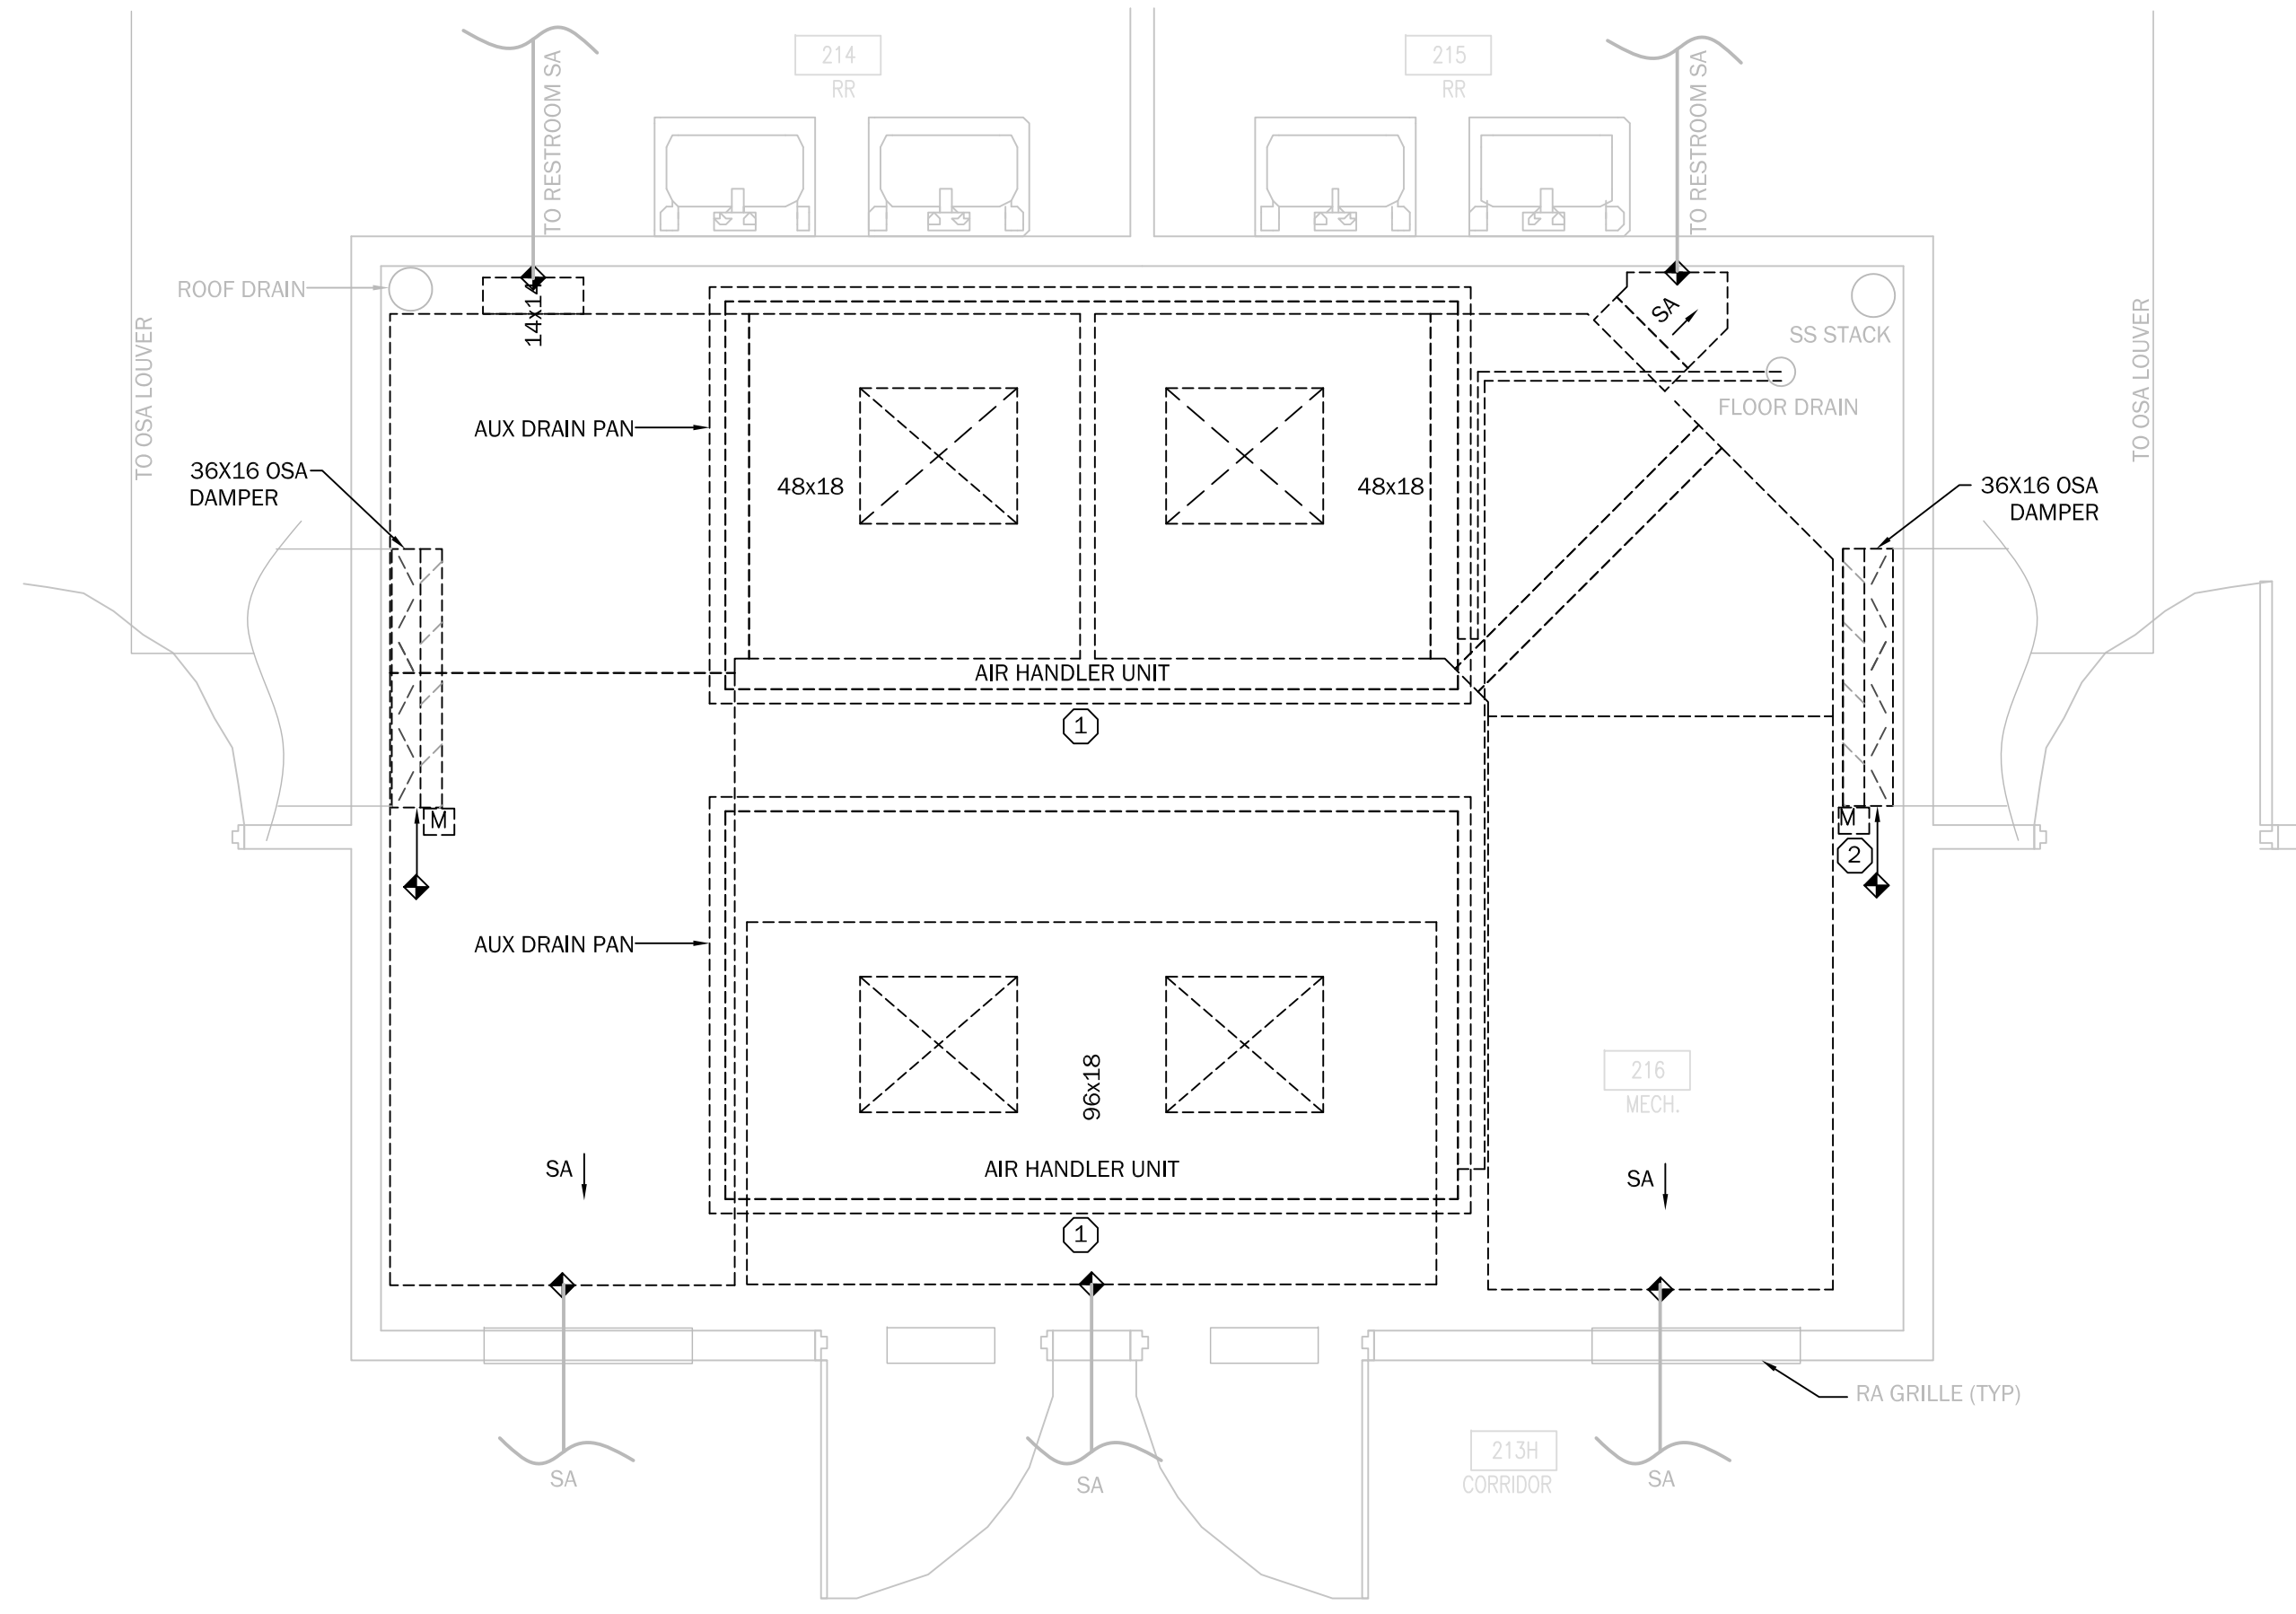 214
RR
215
RR
TO RESTROOM SA
TO RESTROOM SA
ROOF DRAIN
14x14
SA
SS STACK
TO OSA LOUVER
TO OSA LOUVER
FLOOR DRAIN
AUX DRAIN PAN
36X16 OSA
DAMPER
48x18
48x18
36X16 OSA
DAMPER
AIR HANDLER UNIT
1
M
M
2
AUX DRAIN PAN
96x18
216
MECH.
AIR HANDLER UNIT
SA
SA
1
RA GRILLE (TYP)
213H
CORRIDOR
SA
SA
SA